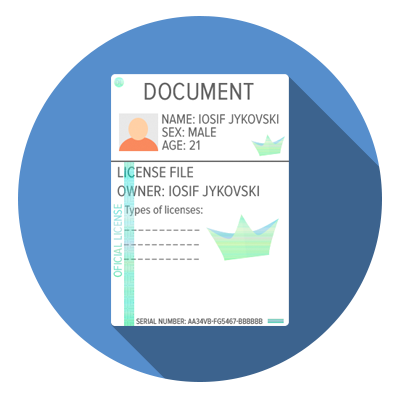 DOCUMENT
NAME: IOSIF JYKOVSKI
SEX: MALE
AGE: 21
LICENSE FILE
OWNER: IOSIF JYKOVSKI
Types of licenses:
OFICIAL LICENSE
SERIAL NUMBER: AA34VB-FG5467-BBBBBB